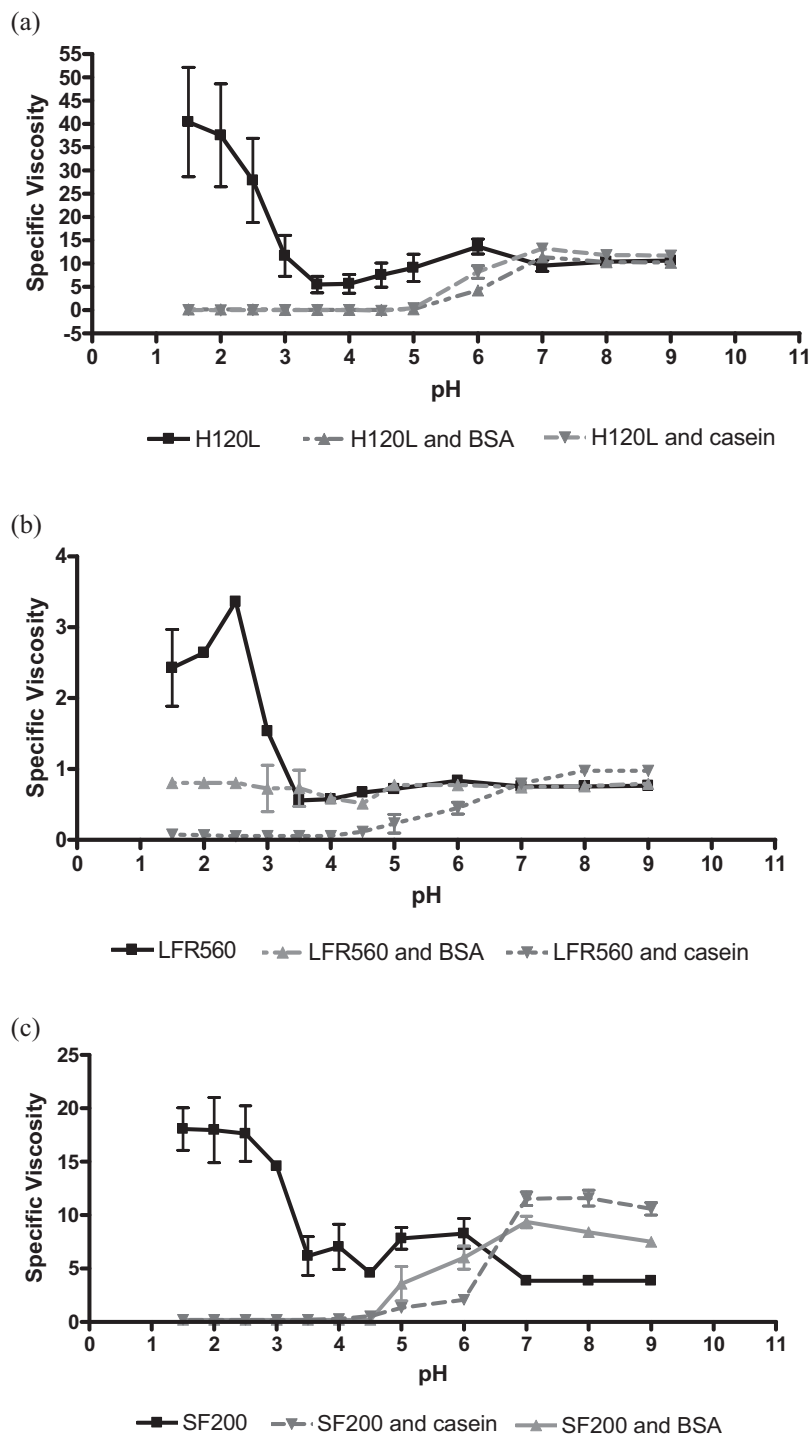 (a)
55
50
45
40
35
30
25
20
15
10
5
0
-5
Specific Viscosity
0 1 2 3 4 5 6 7 8 9 10 11
pH
H120L H120L and BSA H120L and casein
(b)
4
3
2
1
0
Specific Viscosity
0 1 2 3 4 5 6 7 8 9 10 11
pH
LFR560 LFR560 and BSA LFR560 and casein
(c)
25
20
15
10
5
0
Specific Viscosity
0 1 2 3 4 5 6 7 8 9 10 11
pH
SF200 SF200 and casein SF200 and BSA